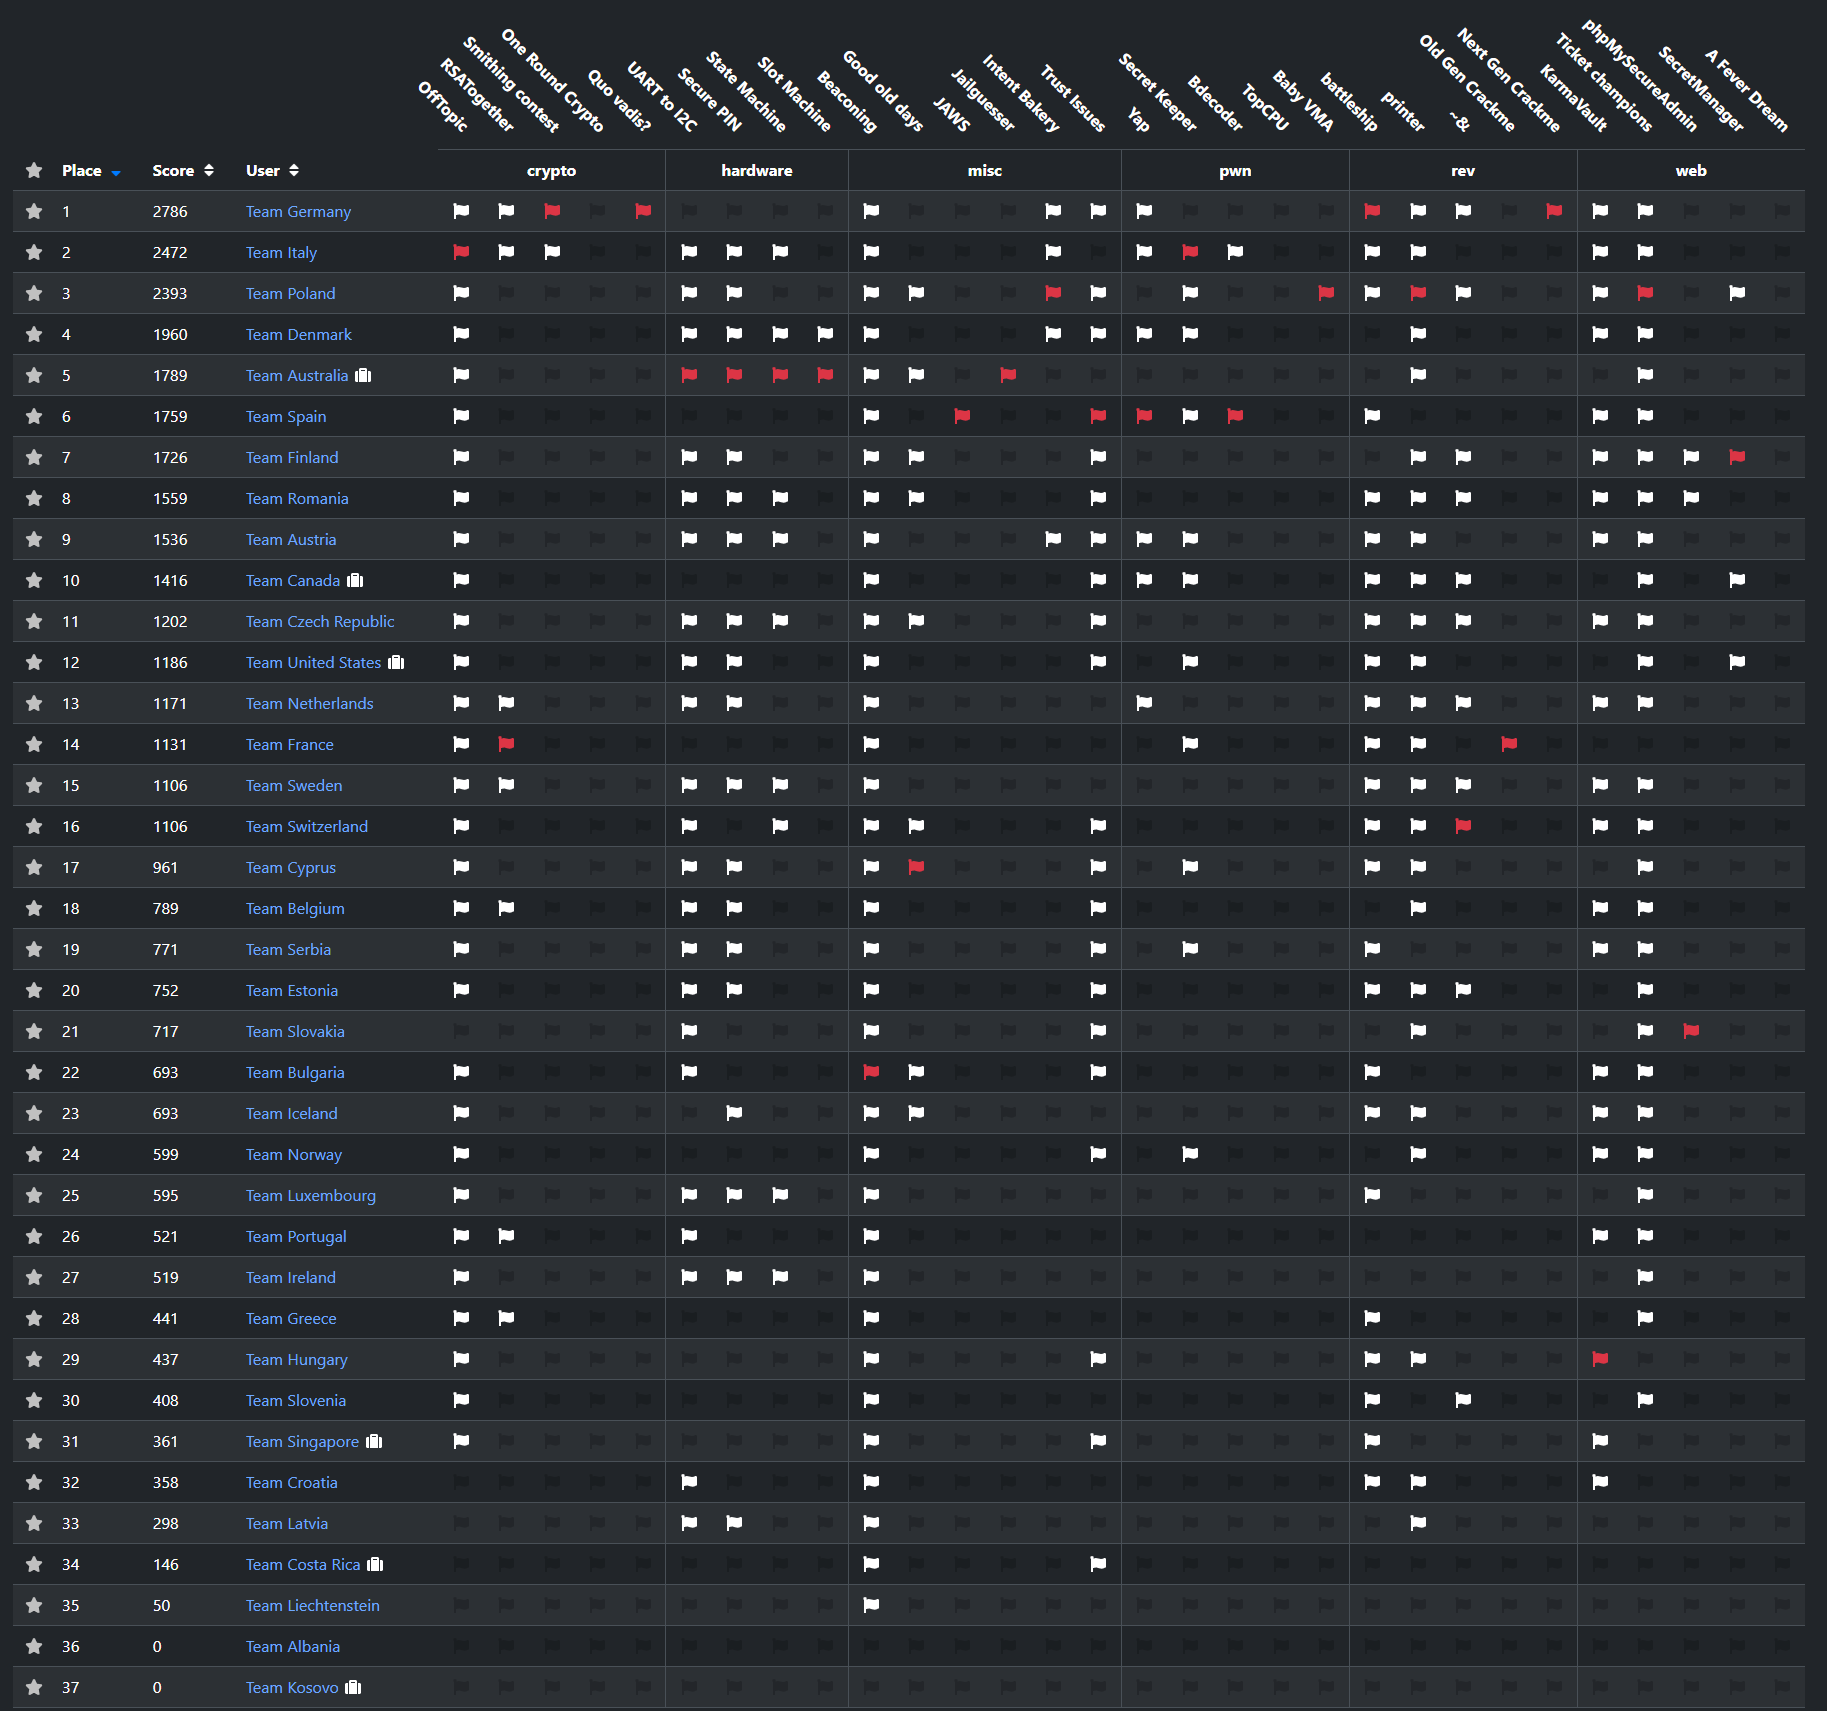 OffTopic
RSATogether
Smithing contest
One Round Crypto
Quo vadis?
UART to I2C
Secure PIN
State Machine
Slot Machine
Beaconing
Good old days
JAWS
Jailguesser
Intent Bakery
Trust Issues
Yap
Secret Keeper
Bdecoder
TopCPU
Baby VMA
battleship
printer
~&
Old Gen Crackme
Next Gen Crackme
KarmaVault
Ticket champions
phpMySecureAdmin
SecretManager
A Fever Dream
Place Score User crypto hardware misc pwn rev web
1 2786 Team Germany
2 2472 Team Italy
3 2393 Team Poland
4 1960 Team Denmark
5 1789 Team Australia
6 1759 Team Spain
7 1726 Team Finland
8 1559 Team Romania
9 1536 Team Austria
10 1416 Team Canada
11 1202 Team Czech Republic
12 1186 Team United States
13 1171 Team Netherlands
14 1131 Team France
15 1106 Team Sweden
16 1106 Team Switzerland
17 961 Team Cyprus
18 789 Team Belgium
19 771 Team Serbia
20 752 Team Estonia
21 717 Team Slovakia
22 693 Team Bulgaria
23 693 Team Iceland
24 599 Team Norway
25 595 Team Luxembourg
26 521 Team Portugal
27 519 Team Ireland
28 441 Team Greece
29 437 Team Hungary
30 408 Team Slovenia
31 361 Team Singapore
32 358 Team Croatia
33 298 Team Latvia
34 146 Team Costa Rica
35 50 Team Liechtenstein
36 0 Team Albania
37 0 Team Kosovo